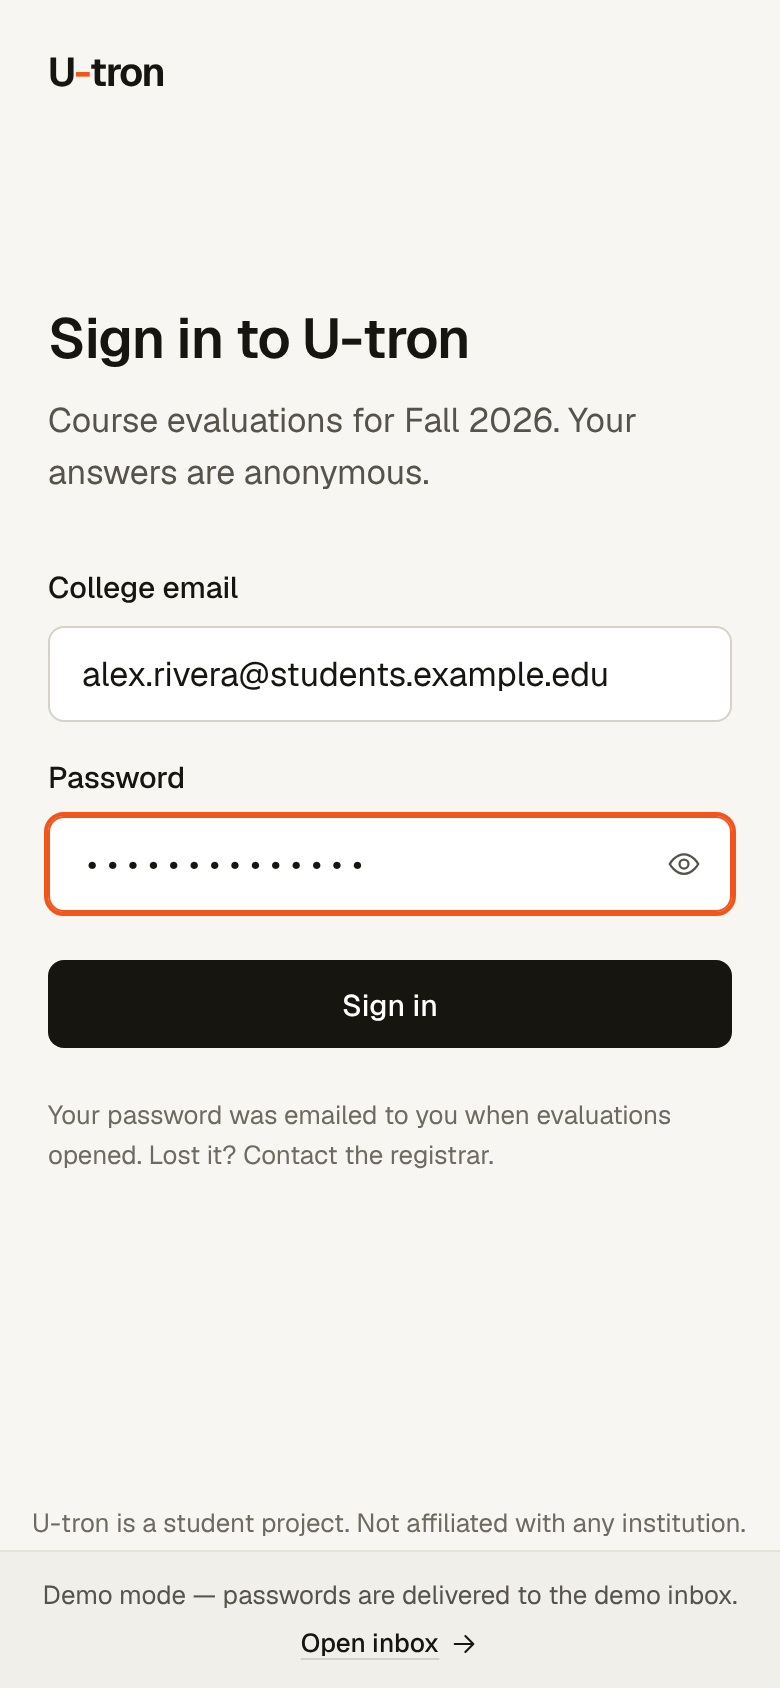 U-tron
Sign in to U-tron
Course evaluations for Fall 2026. Your
answers are anonymous.
College email
alex.rivera@students.example.edu
Password
••••••••••••••
Sign in
Your password was emailed to you when evaluations
opened. Lost it? Contact the registrar.
U-tron is a student project. Not affiliated with any institution.
Demo mode — passwords are delivered to the demo inbox.
Open inbox →